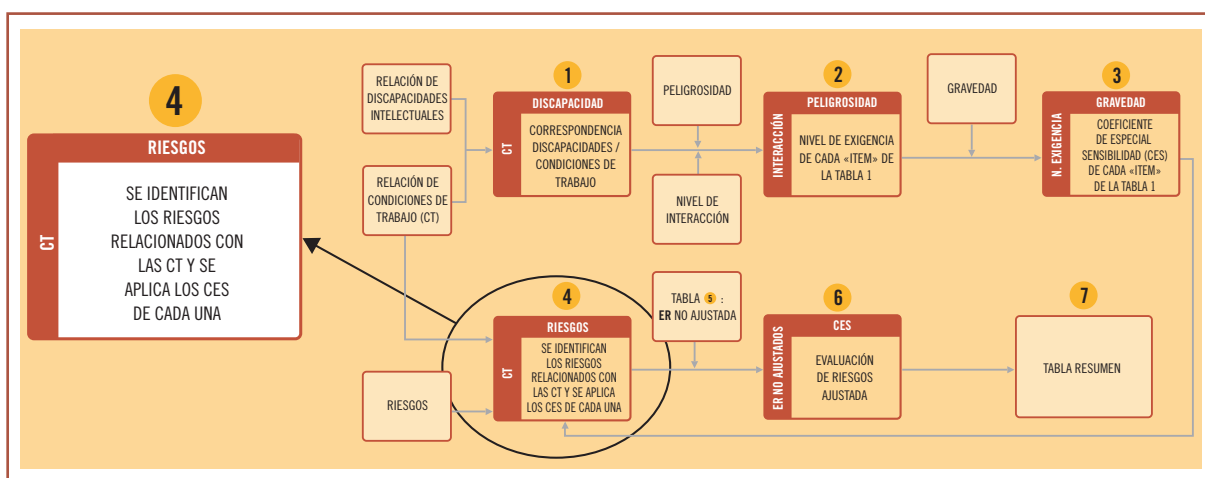 4
RIESGOS
CT
SE IDENTIFICAN
LOS RIESGOS
RELACIONADOS CON
LAS CT Y SE
APLICA LOS CES
DE CADA UNA
RELACIÓN DE
DISCAPACIDADES
INTELECTUALES
RELACIÓN DE
CONDICIONES DE
TRABAJO (CT)
1
DISCAPACIDAD
CT
CORRESPONDENCIA
DISCAPACIDADES /
CONDICIONES DE
TRABAJO
PELIGROSIDAD
NIVEL DE
INTERACCIÓN
2
PELIGROSIDAD
INTERACCIÓN
NIVEL DE EXIGENCIA
DE CADA «ITEM» DE
LA TABLA 1
GRAVEDAD
3
GRAVEDAD
N. EXIGENCIA
COEFICIENTE
DE ESPECIAL
SENSIBILIDAD (CES)
DE CADA «ITEM»
DE LA TABLA 1
RIESGOS
4
RIESGOS
CT
SE IDENTIFICAN
LOS RIESGOS
RELACIONADOS CON
LAS CT Y SE APLICA
LOS CES DE CADA UNA
TABLA 5 :
ER NO AJUSTADA
6
CES
ER NO AJUSTADOS
EVALUACIÓN
DE RIESGOS
AJUSTADA
7
TABLA RESUMEN